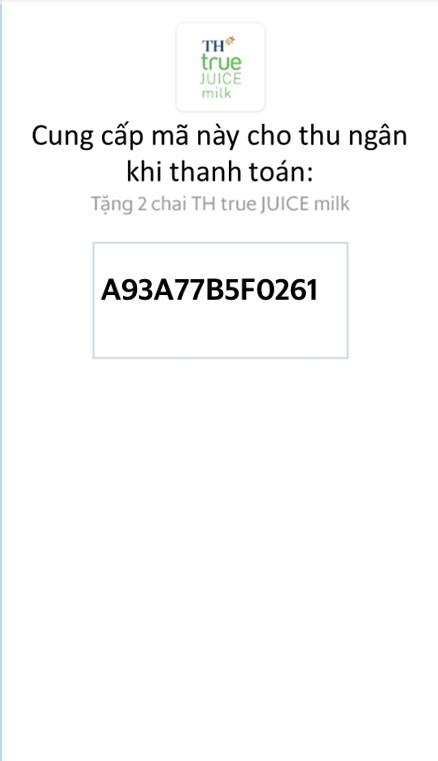 TH
true
JUICE
milk
Cung cấp mã này cho thu ngân
khi thanh toán:
Tặng 2 chai TH true JUICE milk
A93A77B5F0261